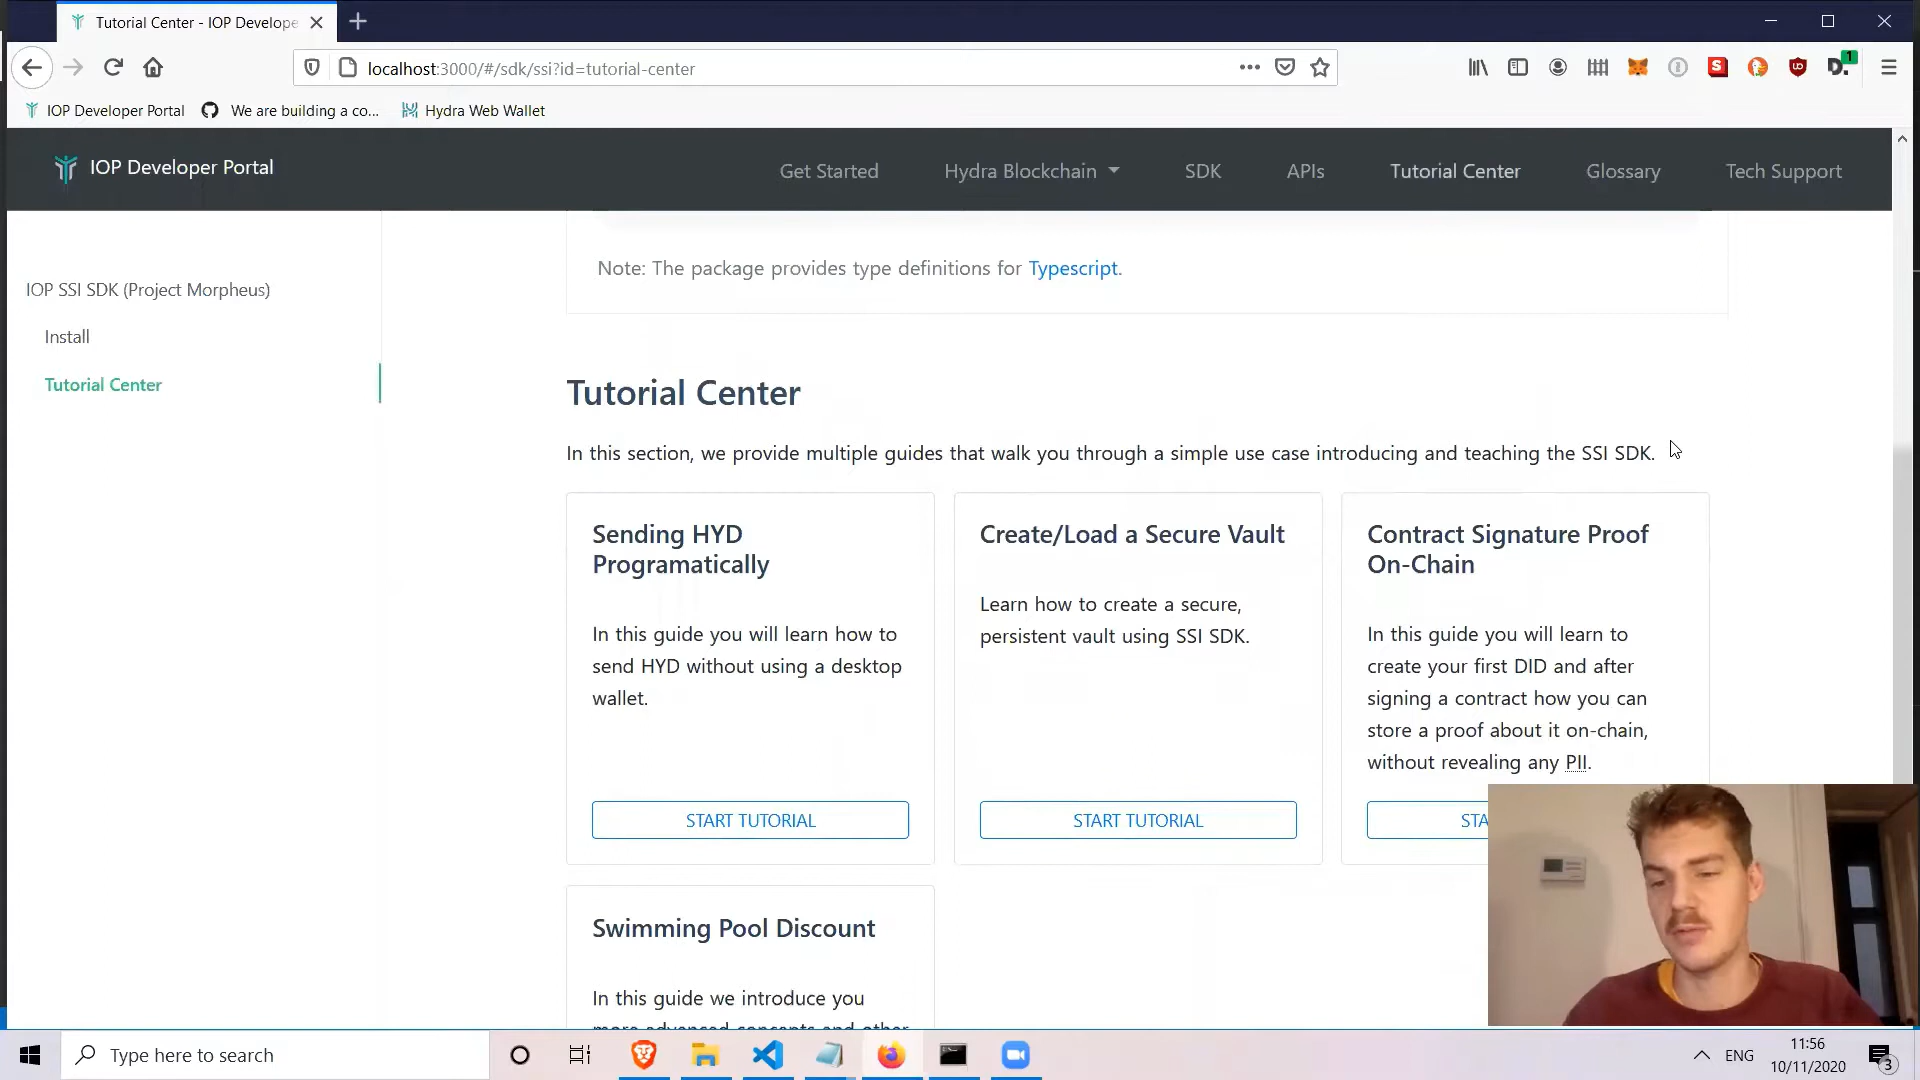 Tutorial Center - IOP Develope
localhost:3000/#/sdk/ssi?id=tutorial-center
IOP Developer Portal
We are building a co...
Hydra Web Wallet
IOP Developer Portal
Get Started
Hydra Blockchain
SDK
APIs
Tutorial Center
Glossary
Tech Support
IOP SSI SDK (Project Morpheus)
Install
Tutorial Center
Note: The package provides type definitions for Typescript.
Tutorial Center
In this section, we provide multiple guides that walk you through a simple use case introducing and teaching the SSI SDK.
Sending HYD
Programatically
In this guide you will learn how to
send HYD without using a desktop
wallet.
START TUTORIAL
Create/Load a Secure Vault
Learn how to create a secure,
persistent vault using SSI SDK.
START TUTORIAL
Contract Signature Proof
On-Chain
In this guide you will learn to
create your first DID and after
signing a contract how you can
store a proof about it on-chain,
without revealing any PII.
STA
Swimming Pool Discount
In this guide we introduce you
more advanced concepts and other
Type here to search
ENG
11:56
10/11/2020
3